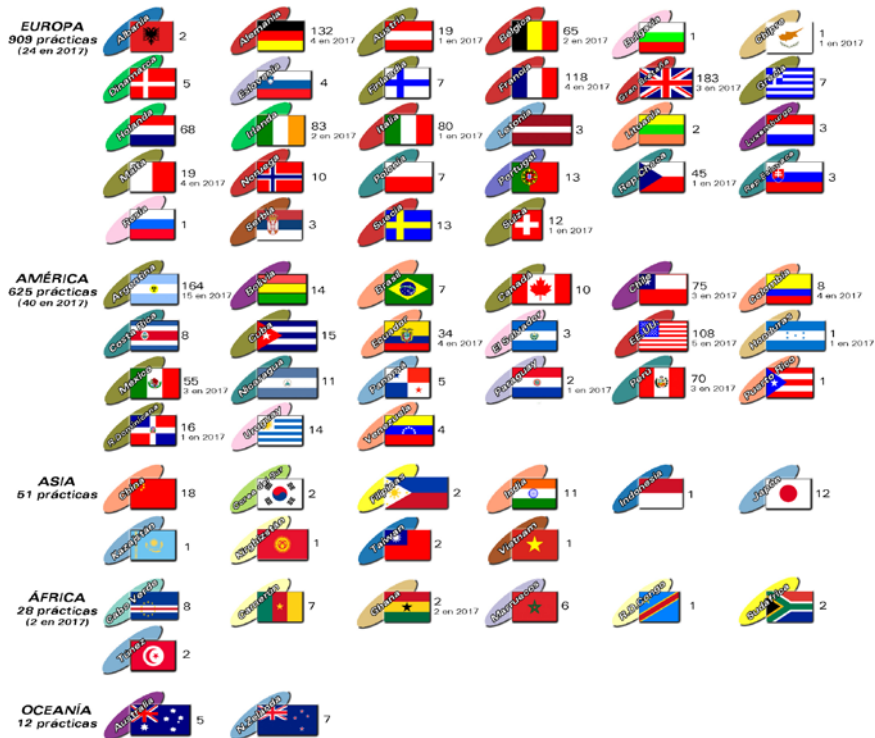 EUROPA
909 prácticas
(24 en 2017)
Albania 2
Alemania 132
4 en 2017
Austria 19
1 en 2017
Belgica 65
2 en 2017
Bulgaria 1
Chipre 1
1 en 2017
Dinamarca 5
Eslovenia 4
Finlandia 7
Francia 118
4 en 2017
Gran Bretaña 183
3 en 2017
Grecia 7
Holanda 68
Irlanda 83
2 en 2017
Italia 80
1 en 2017
Letonia 3
Lituania 2
Luxemburgo 3
Malta 19
4 en 2017
Noruega 10
Polonia 7
Portugal 13
Rep.Checa 45
1 en 2017
Rep.Eslovaca 3
Rusia 1
Serbia 3
Suecia 13
Suiza 12
1 en 2017
AMÉRICA
625 prácticas
(40 en 2017)
Argentina 164
15 en 2017
Bolivia 14
Brasil 7
Canadá 10
Chile 75
3 en 2017
Colombia 8
4 en 2017
Costa Rica 8
Cuba 15
Ecuador 34
4 en 2017
El Salvador 3
EE.UU. 108
5 en 2017
Honduras 1
1 en 2017
Mexico 55
3 en 2017
Nicaragua 11
Panamá 5
Paraguay 2
1 en 2017
Perú 70
3 en 2017
Puerto Rico 1
R.Dominicana 16
1 en 2017
Uruguay 14
Venezuela 4
ASIA
51 prácticas
China 18
Corea del Sur 2
Filipinas 2
India 11
Indonesia 1
Japón 12
Kazajstán 1
Kirghizstán 1
Taiwan 2
Vietnam 1
ÁFRICA
28 prácticas
(2 en 2017)
Cabo Verde 8
Camerún 7
Ghana 2
2 en 2017
Marruecos 6
R.D.Congo 1
Sudáfrica 2
Túnez 2
OCEANÍA
12 prácticas
Australia 5
N.Zelanda 7